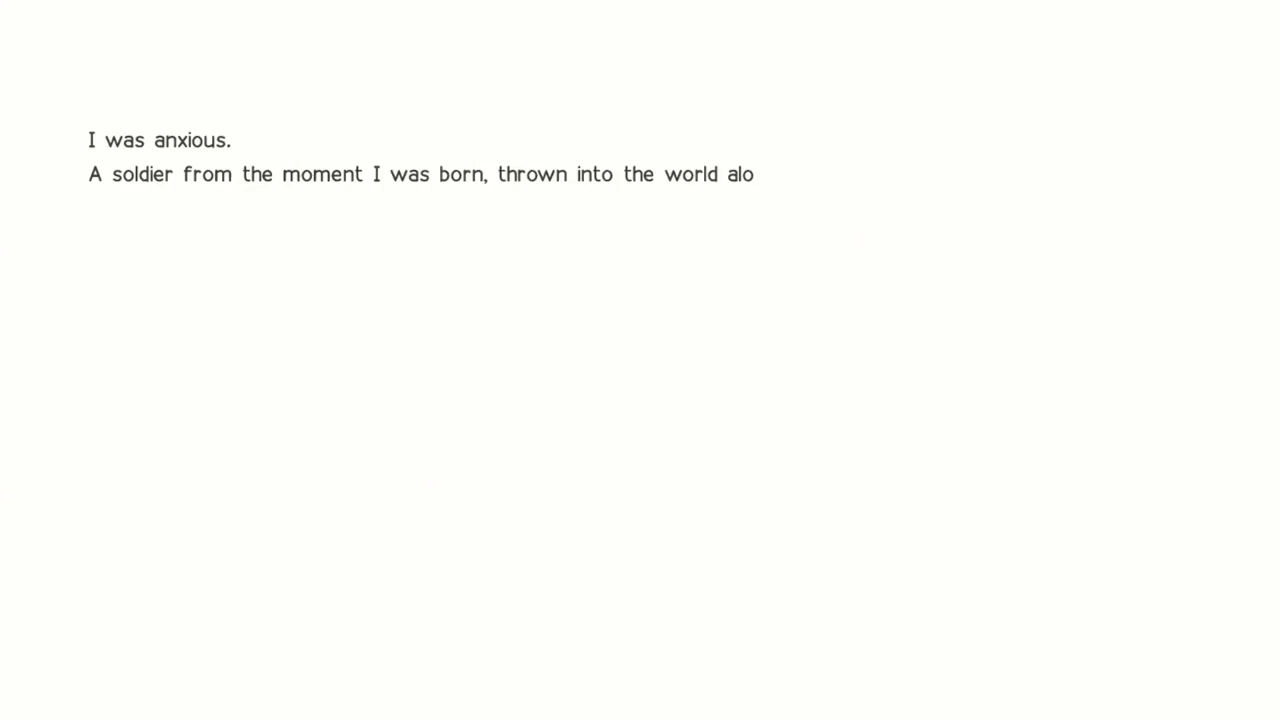 I was anxious.
A soldier from the moment I was born, thrown into the world alo